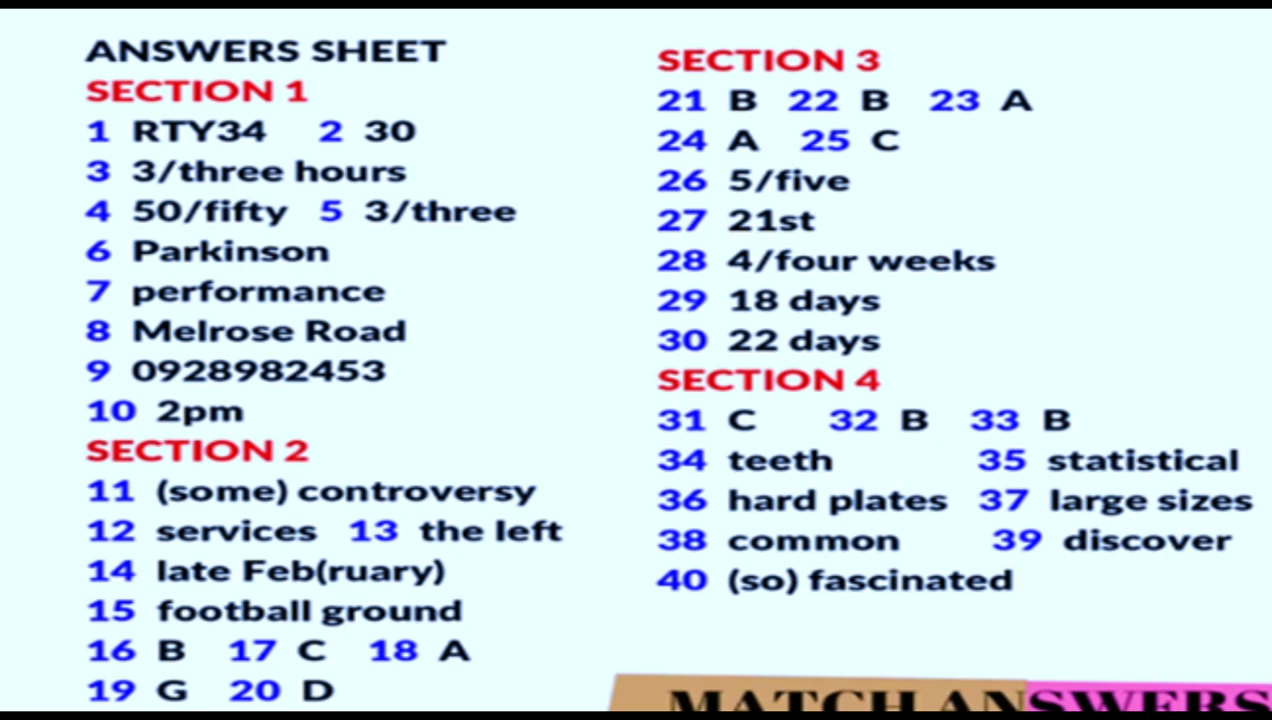 ANSWERS SHEET
SECTION 1
1 RTY34 2 30
3 3/three hours
4 50/fifty 5 3/three
6 Parkinson
7 performance
8 Melrose Road
9 0928982453
10 2pm
SECTION 2
11 (some) controversy
12 services 13 the left
14 late Feb(ruary)
15 football ground
16 B 17 C 18 A
19 G 20 D
SECTION 3
21 B 22 B 23 A
24 A 25 C
26 5/five
27 21st
28 4/four weeks
29 18 days
30 22 days
SECTION 4
31 C 32 B 33 B
34 teeth 35 statistical
36 hard plates 37 large sizes
38 common 39 discover
40 (so) fascinated
MATCH ANSWERS